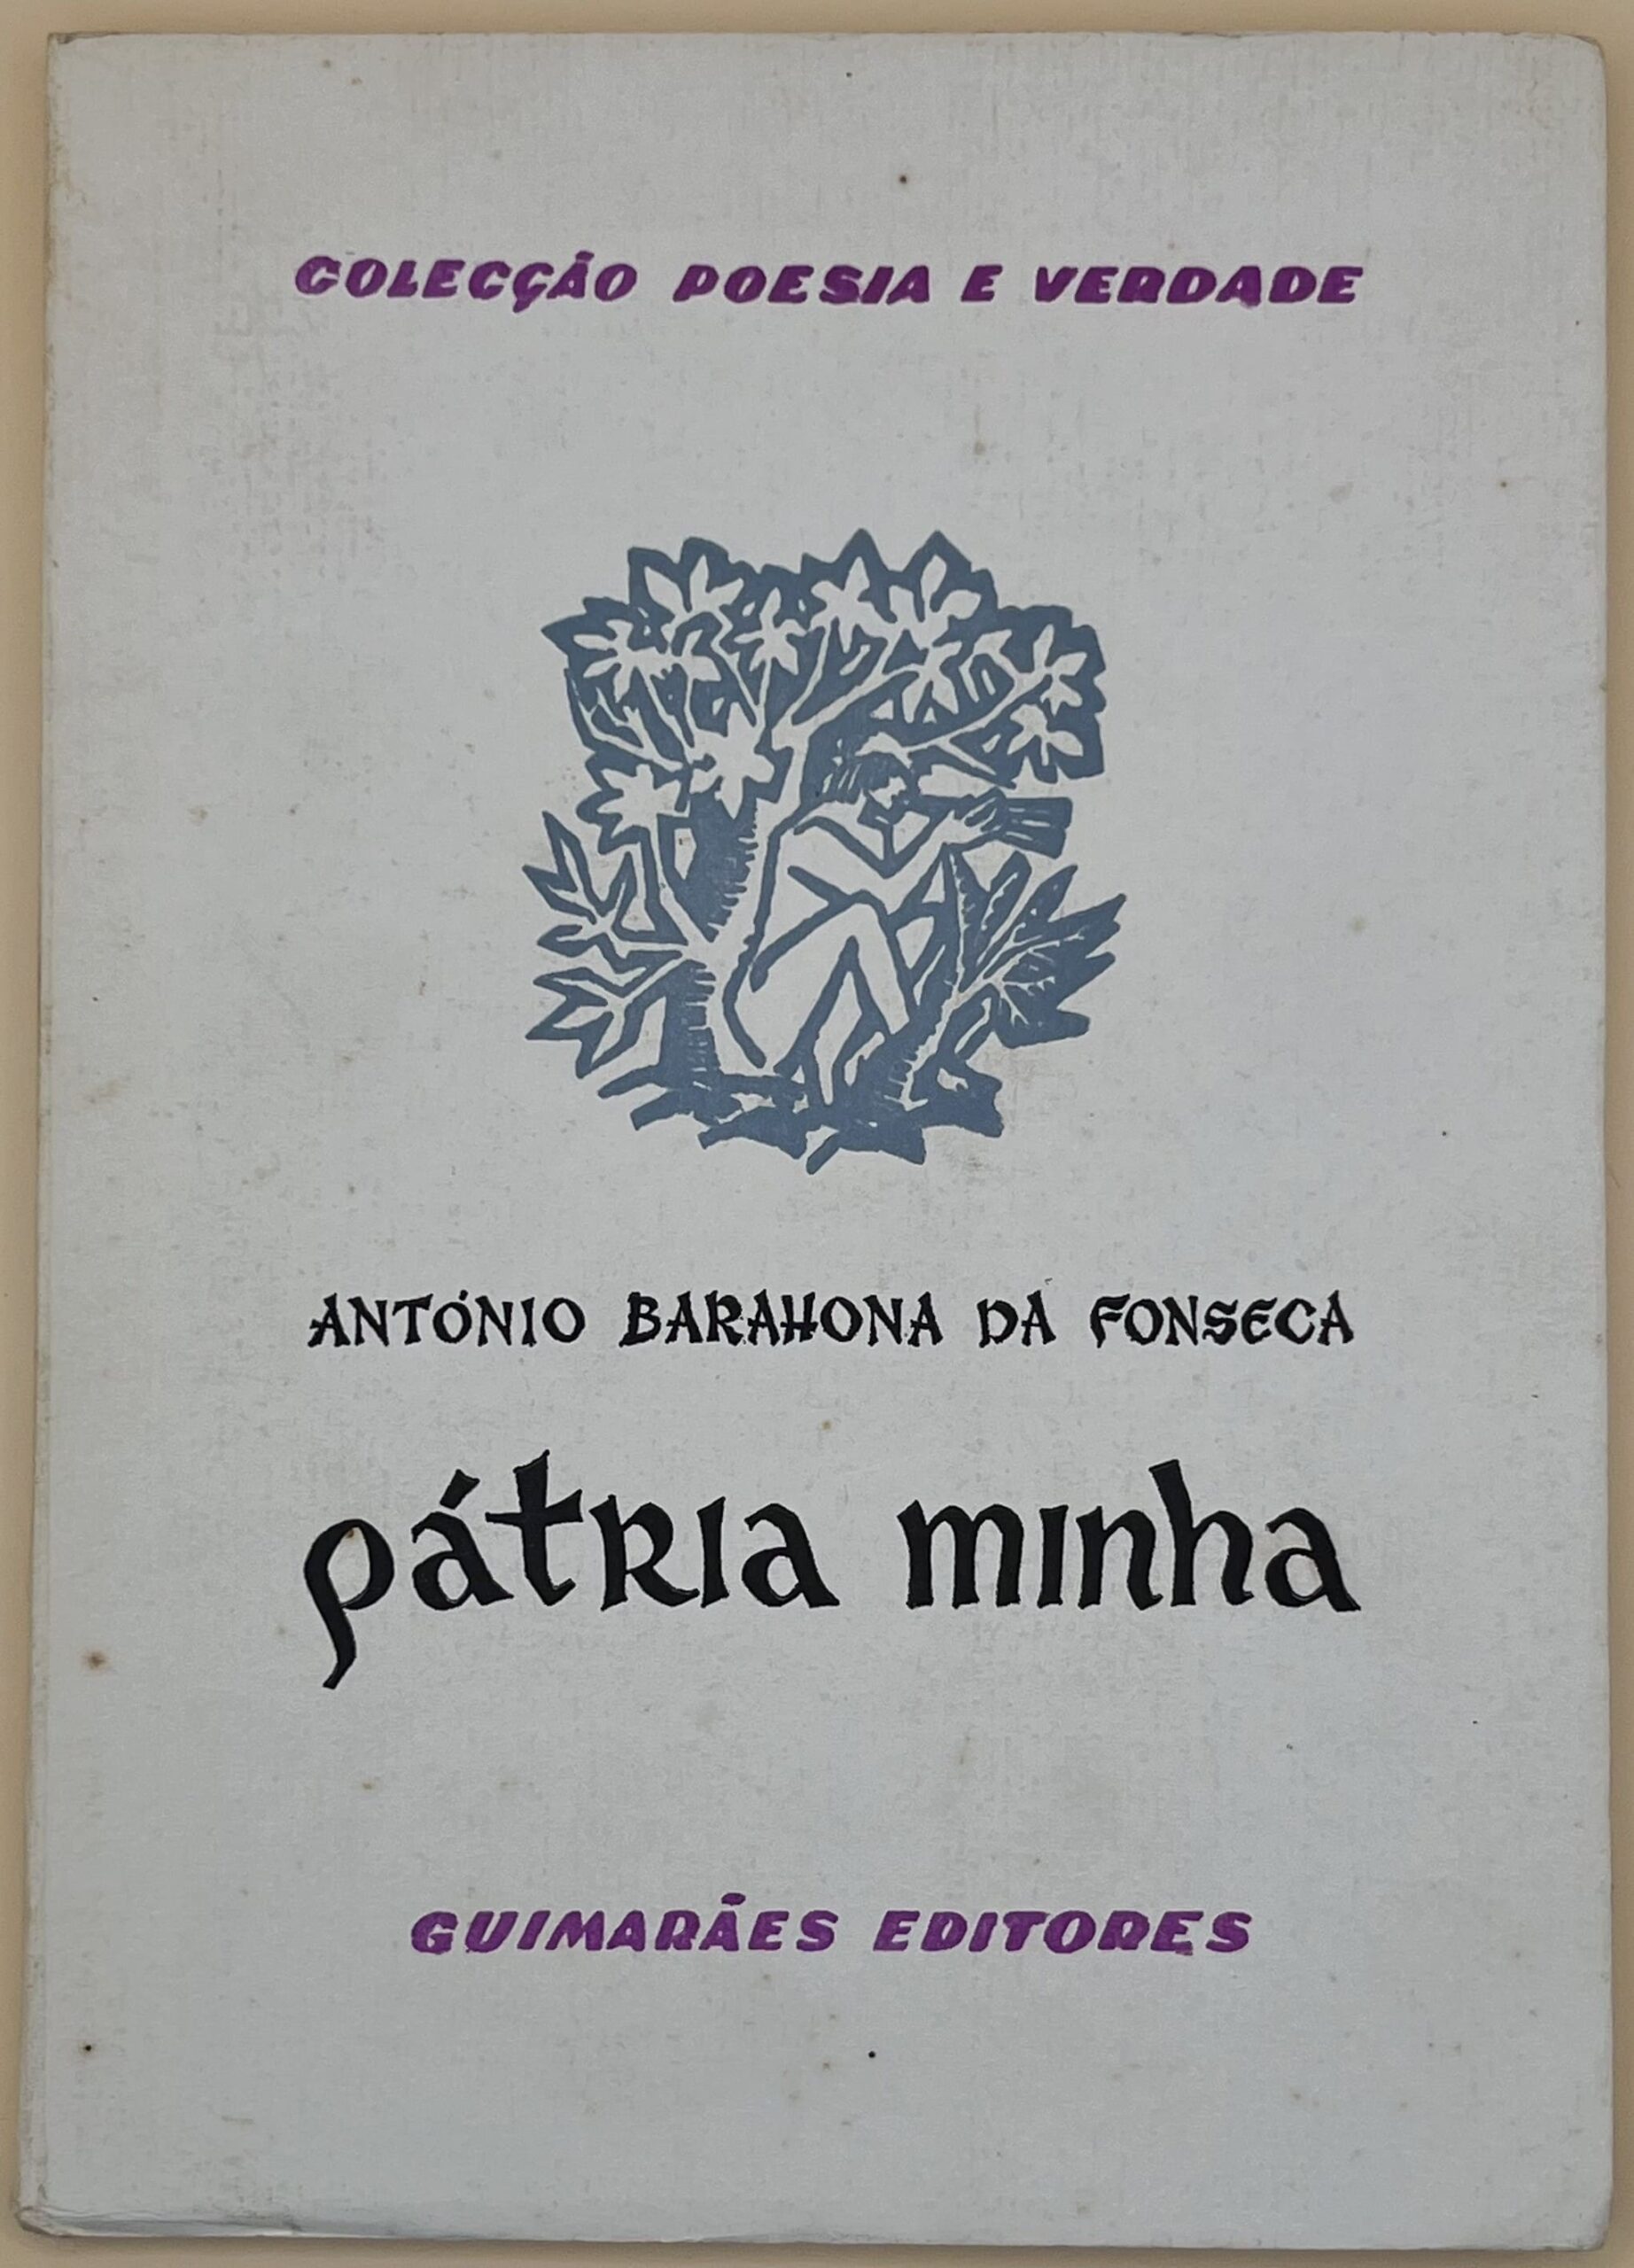 COLECÇÃO POESIA E VERDADE
ANTÓNIO BARAHONA DA FONSECA
pátria minha
GUIMARÃES EDITORES